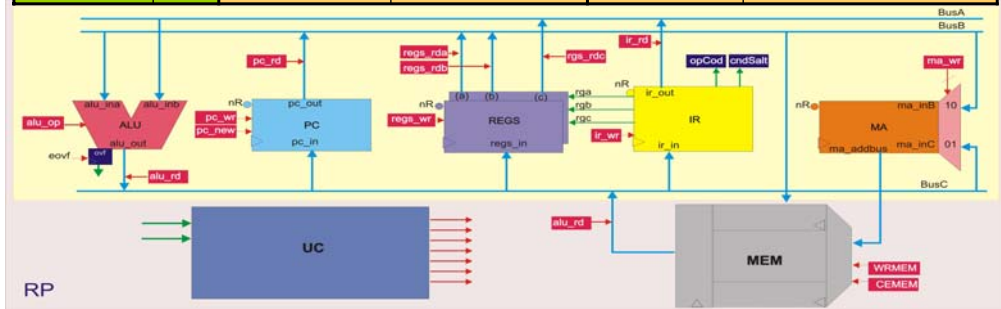 BusA
BusB
pc_rd
regs_rda
regs_rdb
rgs_rdc
ir_rd
opCod
cndSalt
ma_wr
alu_ina
alu_inb
alu_op
ALU
alu_out
eovf
ovf
alu_rd
nR
pc_out
pc_wr
pc_new
PC
pc_in
nR
(a)
(b)
(c)
regs_wr
REGS
regs_in
rga
rgb
rgc
nR
ir_out
ir_wr
IR
ir_in
nR
ma_inB
10
MA
ma_addbus
ma_inC
01
BusC
UC
alu_rd
MEM
WRMEM
CEMEM
RP